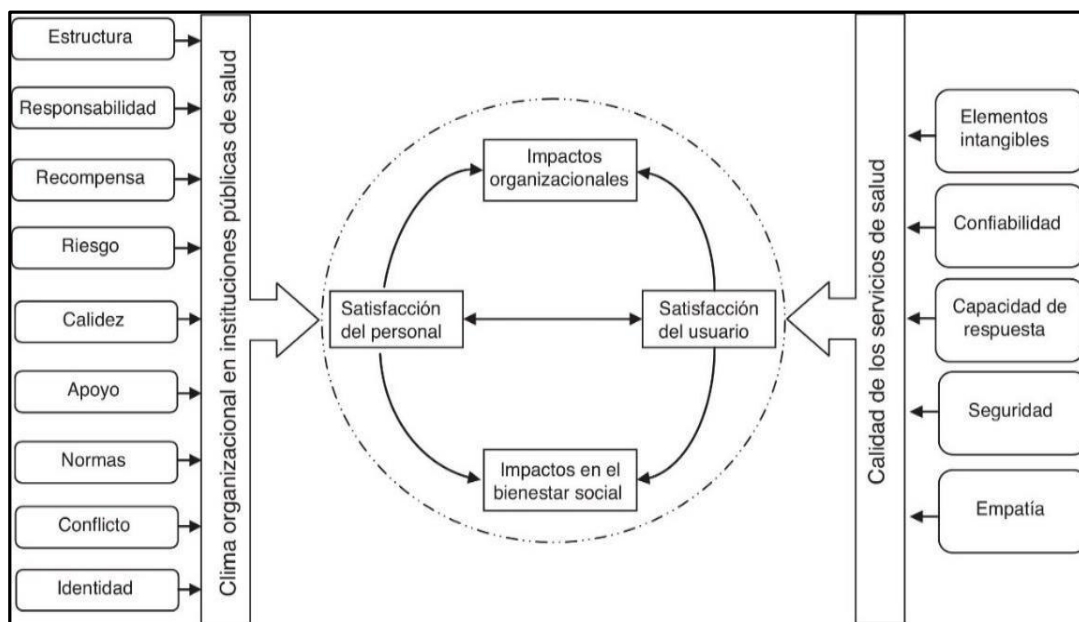 Estructura
Responsabilidad
Recompensa
Riesgo
Calidez
Apoyo
Normas
Conflicto
Identidad
Clima organizacional en instituciones públicas de salud
Impactos
organizacionales
Satisfacción
del personal
Satisfacción
del usuario
Impactos en el
bienestar social
Calidad de los servicios de salud
Elementos
intangibles
Confiabilidad
Capacidad de
respuesta
Seguridad
Empatía